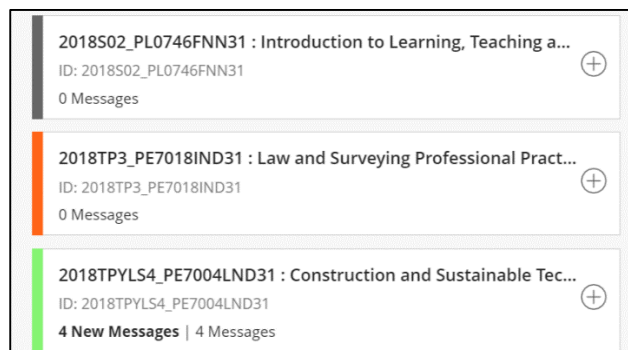 2018S02_PL0746FNN31 : Introduction to Learning, Teaching a...
ID: 2018S02_PL0746FNN31
0 Messages
2018TP3_PE7018IND31 : Law and Surveying Professional Pract...
ID: 2018TP3_PE7018IND31
0 Messages
2018TPYLS4_PE7004LND31 : Construction and Sustainable Tec...
ID: 2018TPYLS4_PE7004LND31
4 New Messages | 4 Messages